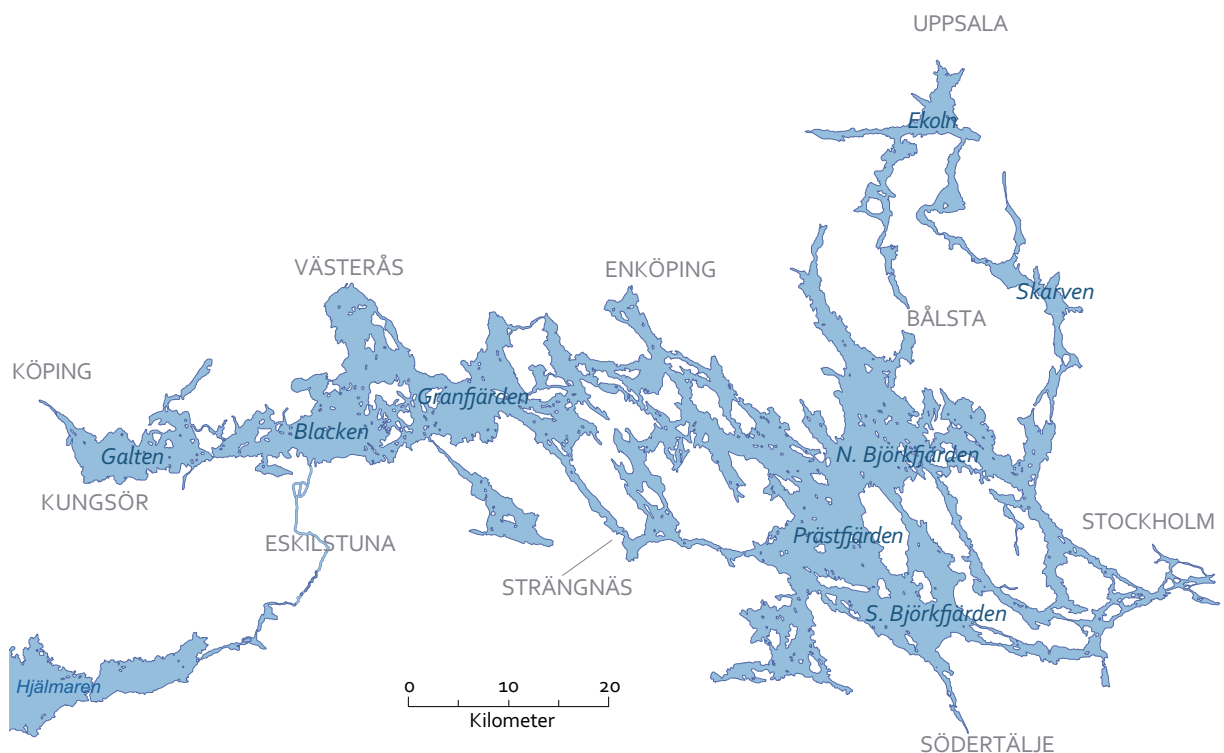 UPPSALA
Ekoln
VÄSTERÅS
ENKÖPING
Skarven
BÅLSTA
KÖPING
Granfjärden
Blacken
Galten
N. Björkfjärden
KUNGSÖR
STOCKHOLM
ESKILSTUNA
Prästfjärden
STRÄNGNÄS
S. Björkfjärden
Hjälmaren
0 10 20
Kilometer
SÖDERTÄLJE